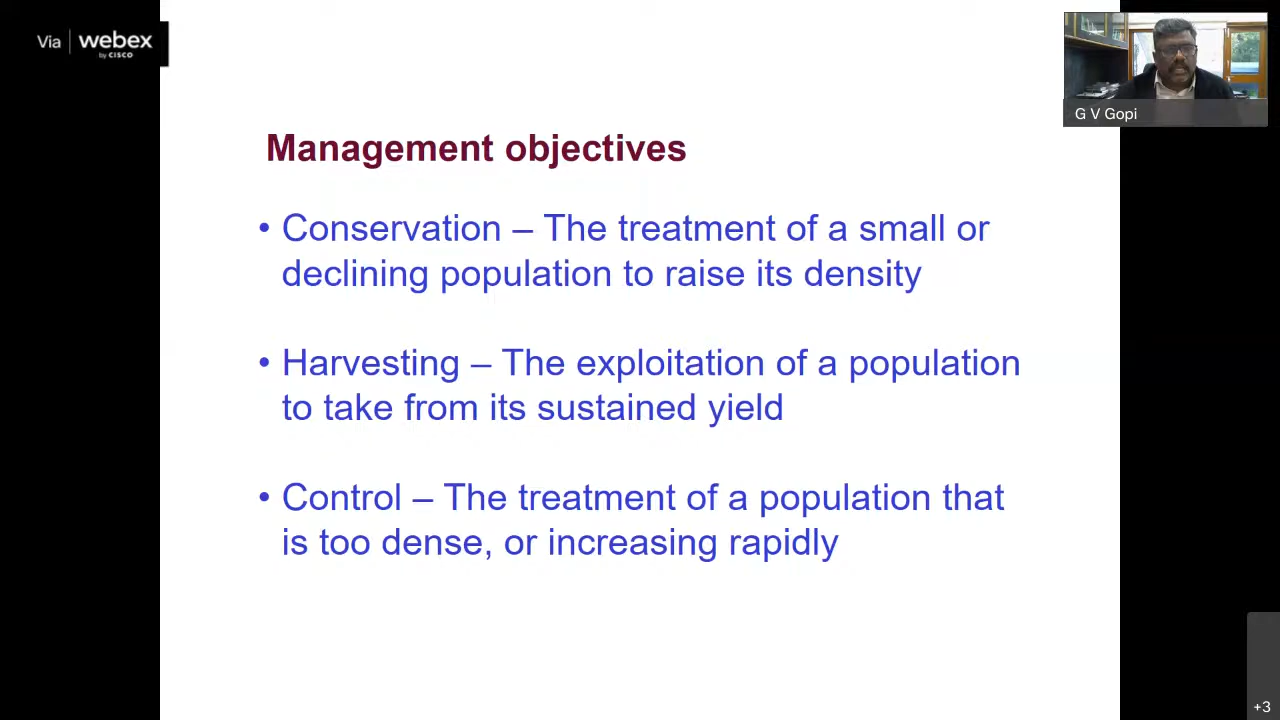 Via webex
by CISCO
G V Gopi
Management objectives
• Conservation – The treatment of a small or
declining population to raise its density
• Harvesting – The exploitation of a population
to take from its sustained yield
• Control – The treatment of a population that
is too dense, or increasing rapidly
+3